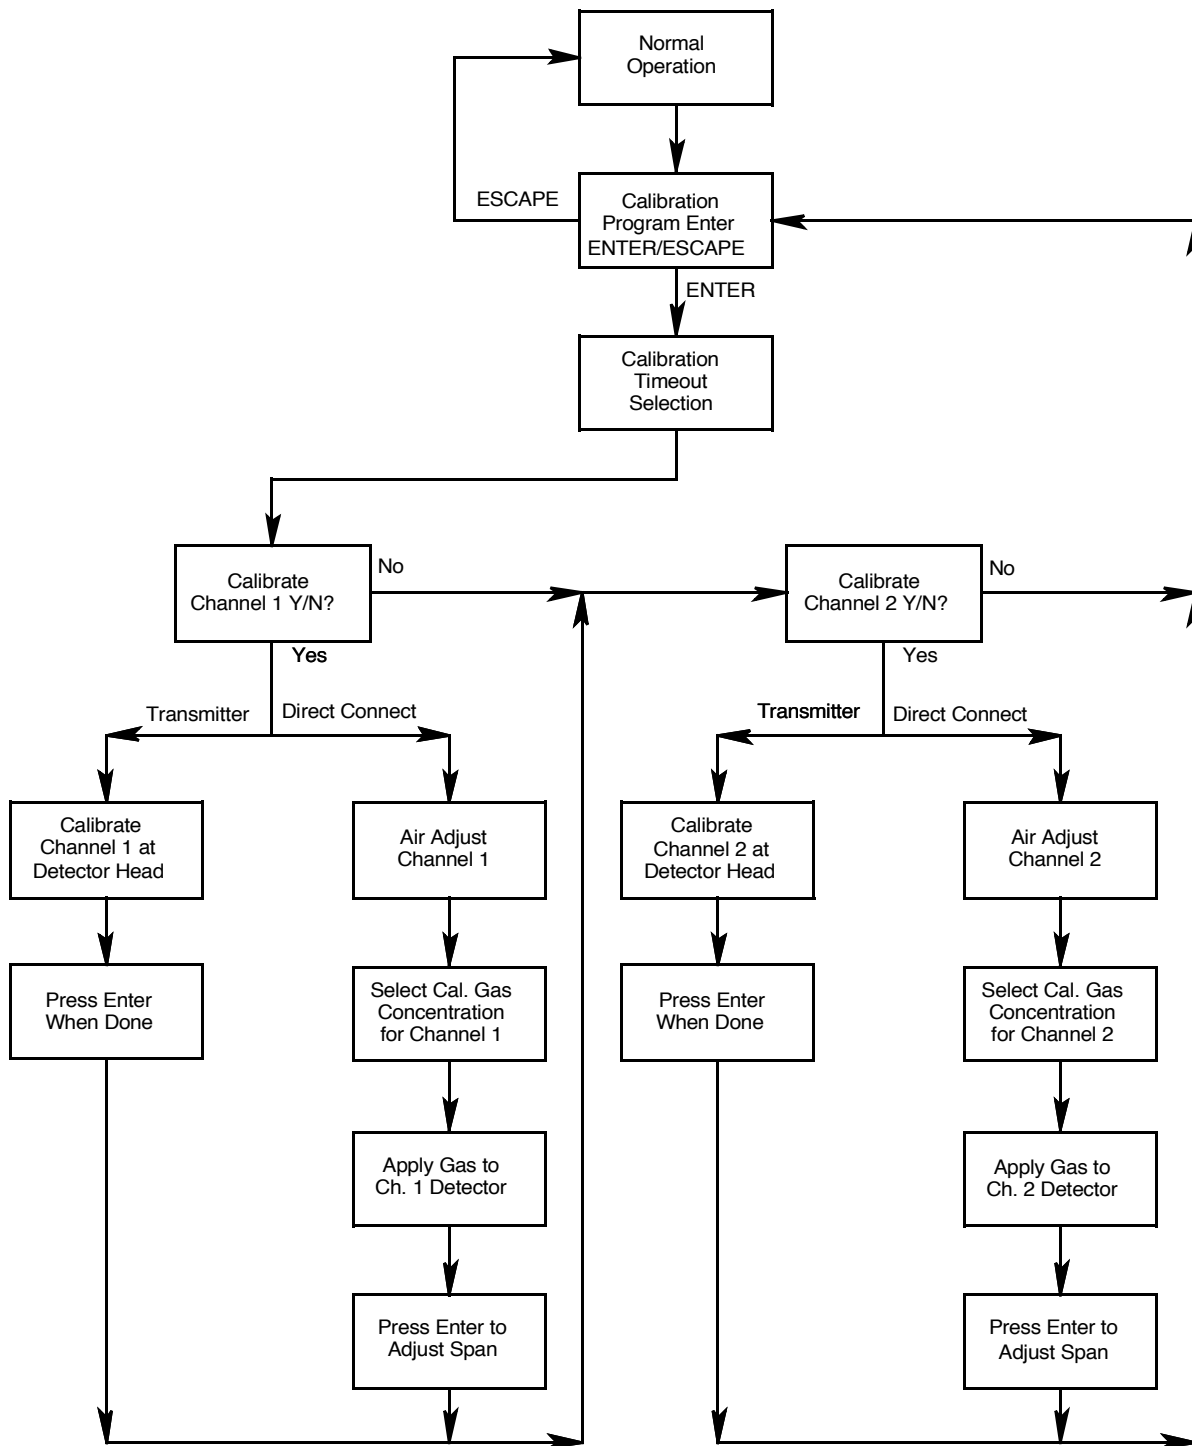 Normal
Operation
ESCAPE
Calibration
Program Enter
ENTER/ESCAPE
ENTER
Calibration
Timeout
Selection
Calibrate
Channel 1 Y/N?
No
Yes
Transmitter
Direct Connect
Calibrate
Channel 1 at
Detector Head
Press Enter
When Done
Air Adjust
Channel 1
Select Cal. Gas
Concentration
for Channel 1
Apply Gas to
Ch. 1 Detector
Press Enter to
Adjust Span
Calibrate
Channel 2 Y/N?
No
Yes
Transmitter
Direct Connect
Calibrate
Channel 2 at
Detector Head
Press Enter
When Done
Air Adjust
Channel 2
Select Cal. Gas
Concentration
for Channel 2
Apply Gas to
Ch. 2 Detector
Press Enter to
Adjust Span